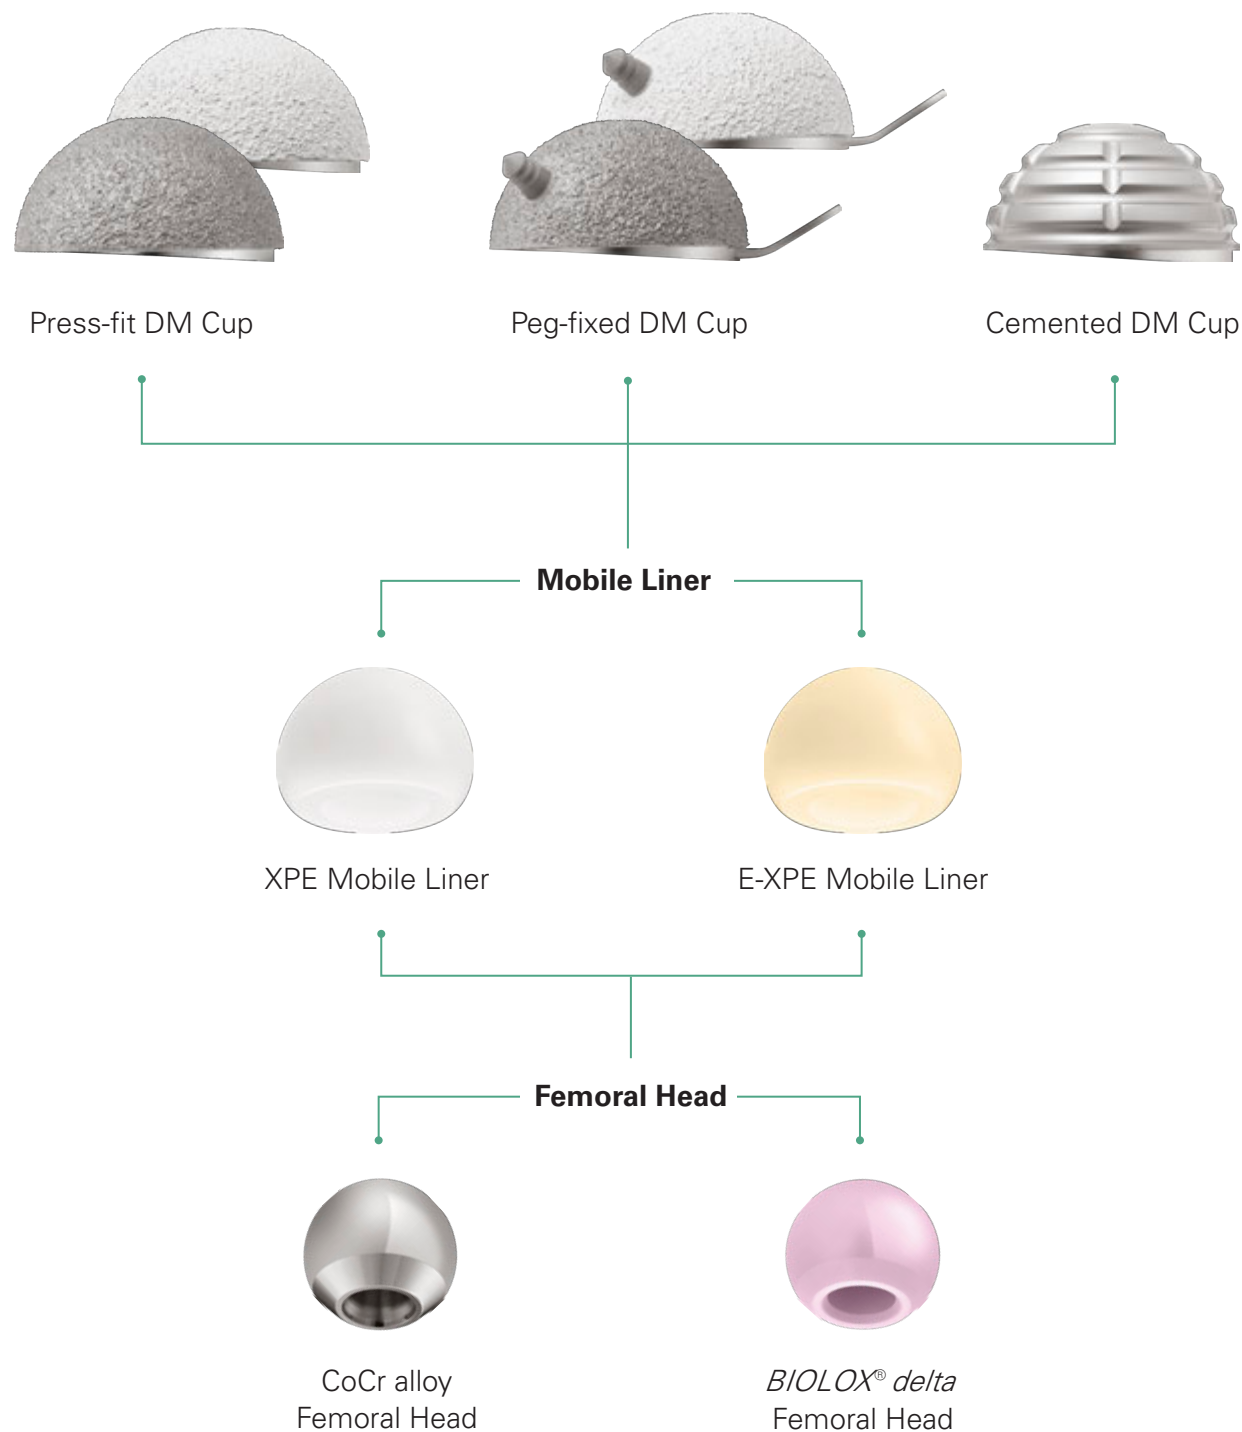 Press-fit DM Cup
Peg-fixed DM Cup
Cemented DM Cup
Mobile Liner
XPE Mobile Liner
E-XPE Mobile Liner
Femoral Head
CoCr alloy
Femoral Head
BIOLOX® delta
Femoral Head